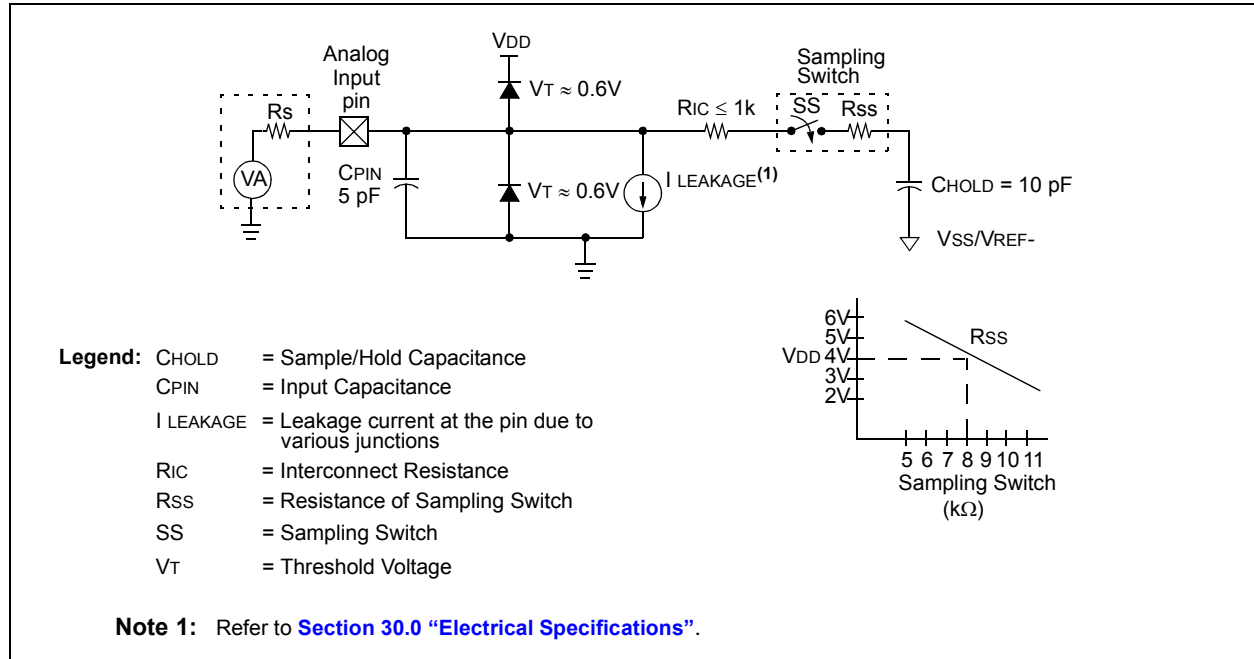 VDD
Analog
Input
pin
Sampling
Switch
VT ≈ 0.6V
Rs
RIC ≤ 1k
SS
Rss
VA
CPIN
5 pF
VT ≈ 0.6V
I LEAKAGE(1)
CHOLD = 10 pF
VSS/VREF-
6V
5V
VDD 4V
3V
2V
RSS
5 6 7 8 9 10 11
Sampling Switch
(kΩ)
Legend: CHOLD = Sample/Hold Capacitance
CPIN = Input Capacitance
I LEAKAGE = Leakage current at the pin due to
various junctions
RIC = Interconnect Resistance
RSS = Resistance of Sampling Switch
SS = Sampling Switch
VT = Threshold Voltage
Note 1: Refer to Section 30.0 “Electrical Specifications”.